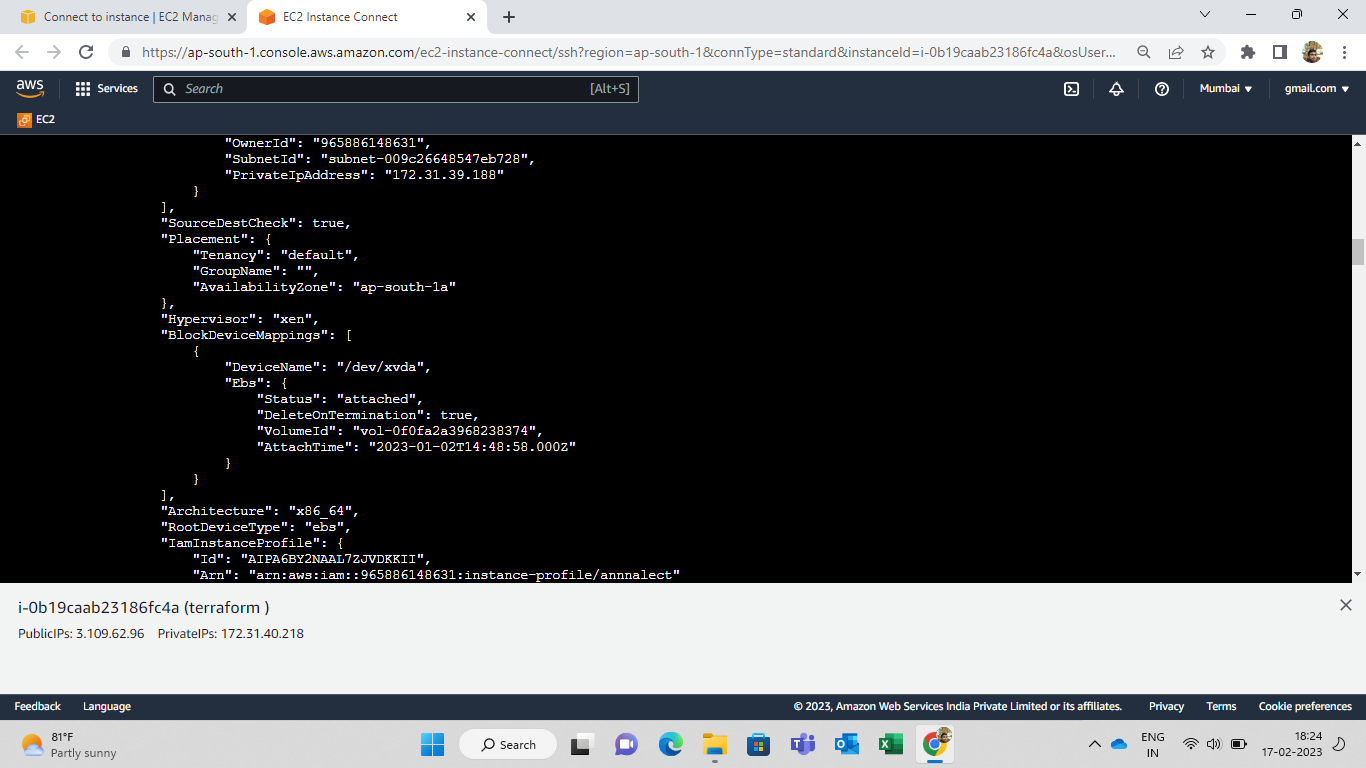 Connect to instance | EC2 Manag
EC2 Instance Connect
https://ap-south-1.console.aws.amazon.com/ec2-instance-connect/ssh?region=ap-south-1&connType=standard&instanceId=i-0b19caab23186fc4a&osUser...
aws
Services
Search
[Alt+S]
Mumbai
gmail.com
EC2
"OwnerId": "965886148631",
"SubnetId": "subnet-009c26648547eb728",
"PrivateIpAddress": "172.31.39.188"
}
],
"SourceDestCheck": true,
"Placement": {
"Tenancy": "default",
"GroupName": "",
"AvailabilityZone": "ap-south-1a"
},
"Hypervisor": "xen",
"BlockDeviceMappings": [
{
"DeviceName": "/dev/xvda",
"Ebs": {
"Status": "attached",
"DeleteOnTermination": true,
"VolumeId": "vol-0f0fa2a3968238374",
"AttachTime": "2023-01-02T14:48:58.000Z"
}
}
],
"Architecture": "x86_64",
"RootDeviceType": "ebs",
"IamInstanceProfile": {
"Id": "AIPA6BY2NAAL7ZJVDKKII",
"Arn": "arn:aws:iam::965886148631:instance-profile/annnalect"
i-0b19caab23186fc4a (terraform )
PublicIPs: 3.109.62.96 PrivateIPs: 172.31.40.218
Feedback
Language
© 2023, Amazon Web Services India Private Limited or its affiliates.
Privacy
Terms
Cookie preferences
81°F
Partly sunny
Search
ENG
IN
18:24
17-02-2023